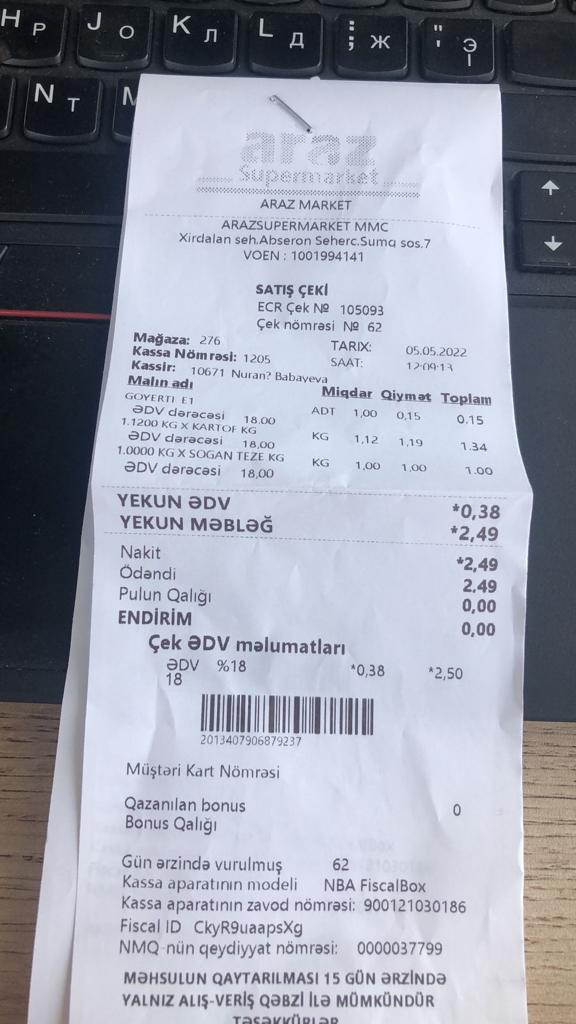 Н Р J О K Л L Д ; Ж " Э
N Т M
araz
Supermarket
ARAZ MARKET
ARAZSUPERMARKET MMC
Xirdalan seh.Abseron Seherc.Sumq sos.7
VOEN : 1001994141
SATIŞ ÇEKİ
ECR Çek № 105093
Çek nömrəsi № 62
Mağaza: 276 TARIX: 05.05.2022
Kassa Nömrəsi: 1205 SAAT: 12:09:13
Kassir: 10671 Nuran? Babayeva
Malın adı Miqdar Qiymət Toplam
GOYERTI E1 ADT 1,00 0,15 0.15
ƏDV dərəcəsi 18.00
1.1200 KG X KARTOF KG KG 1,12 1,19 1.34
ƏDV dərəcəsi 18,00
1.0000 KG X SOGAN TEZE KG KG 1,00 1,00 1.00
ƏDV dərəcəsi 18,00
YEKUN ƏDV *0,38
YEKUN MƏBLƏĞ *2,49
Nakit *2,49
Ödəndi 2.49
Pulun Qalığı 0,00
ENDİRİM 0,00
Çek ƏDV məlumatları
ƏDV %18 *0,38 *2,50
18
2013407906879237
Müştəri Kart Nömrəsi
Qazanılan bonus 0
Bonus Qalığı
Gün ərzində vurulmuş 62
Kassa aparatının modeli NBA FiscalBox
Kassa aparatının zavod nömrəsi: 900121030186
Fiscal ID CkyR9uaapsXg
NMQ-nün qeydiyyat nömrəsi: 0000037799
MƏHSULUN QAYTARILMASI 15 GÜN ƏRZİNDƏ
YALNIZ ALIŞ-VERİŞ QƏBZİ İLƏ MÜMKÜNDÜR
TƏŞƏKKÜRLƏR